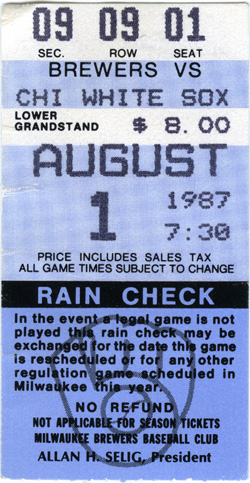 09 09 01
SEC. ROW SEAT
BREWERS VS
CHI WHITE SOX
LOWER
GRANDSTAND $ 8.00
AUGUST
1 1987
7:30
PRICE INCLUDES SALES TAX
ALL GAME TIMES SUBJECT TO CHANGE
RAIN CHECK
In the event a legal game is not
played this rain check may be
exchanged for the date this game
is rescheduled or for any other
regulation game scheduled in
Milwaukee this year.
NO REFUND
NOT APPLICABLE FOR SEASON TICKETS
MILWAUKEE BREWERS BASEBALL CLUB
ALLAN H. SELIG, President